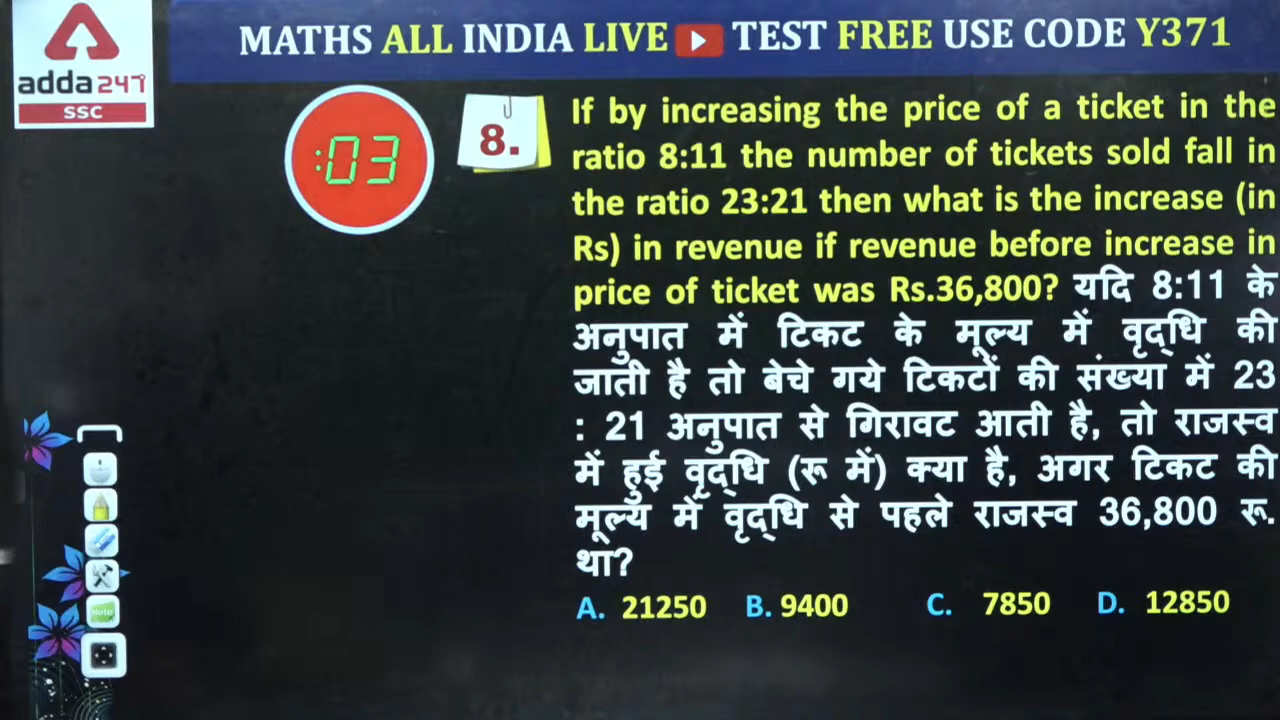 MATHS ALL INDIA LIVE TEST FREE USE CODE Y371
adda247
SSC
:03
8.
If by increasing the price of a ticket in the
ratio 8:11 the number of tickets sold fall in
the ratio 23:21 then what is the increase (in
Rs) in revenue if revenue before increase in
price of ticket was Rs.36,800? यदि 8:11 के
अनुपात में टिकट के मूल्य में वृद्धि की
जाती है तो बेचे गये टिकटों की संख्या में 23
: 21 अनुपात से गिरावट आती है, तो राजस्व
में हुई वृद्धि (रू में) क्या है, अगर टिकट की
मूल्य में वृद्धि से पहले राजस्व 36,800 रू.
था?
A. 21250 B. 9400 C. 7850 D. 12850
Note